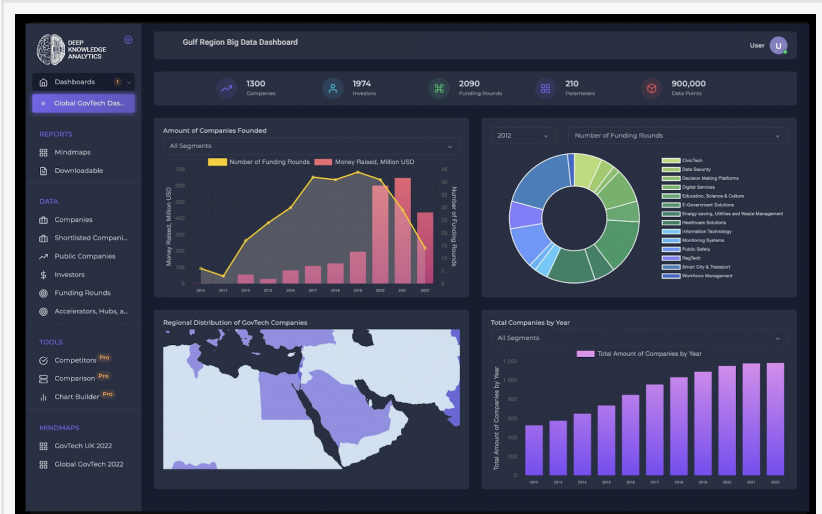 DEEP
KNOWLEDGE
ANALYTICS
Gulf Region Big Data Dashboard
User U
Dashboards 1
Global GovTech Das...
1300
Companies
1974
Investors
2090
Funding Rounds
210
Parameters
900,000
Data Points
REPORTS
Mindmaps
Downloadable
DATA
Companies
Shortlisted Compani...
Public Companies
Investors
Funding Rounds
Accelerators, Hubs, a...
TOOLS
Competitors Pro
Comparison Pro
Chart Builder Pro
MINDMAPS
GovTech UK 2022
Global GovTech 2022
Amount of Companies Founded
All Segments
Number of Funding Rounds Money Raised, Million USD
Money Raised, Million USD
700
600
500
400
300
200
100
0
Number of Funding Rounds
45
40
35
30
25
20
15
10
5
0
2012 2013 2014 2015 2016 2017 2018 2019 2020 2021 2022
2012 Number of Funding Rounds
CivicTech
Data Security
Decision Making Platforms
Digital Services
Education, Science & Culture
E-Government Solutions
Energy-saving, Utilities and Waste Management
Healthcare Solutions
Information Technology
Monitoring Systems
Public Safety
RegTech
Smart City & Transport
Workforce Management
Regional Distribution of GovTech Companies
Total Companies by Year
All Segments
Total Amount of Companies by Year
Total Amount of Companies by Year
1 200
1 000
800
600
400
200
0
2012 2013 2014 2015 2016 2017 2018 2019 2020 2021 2022